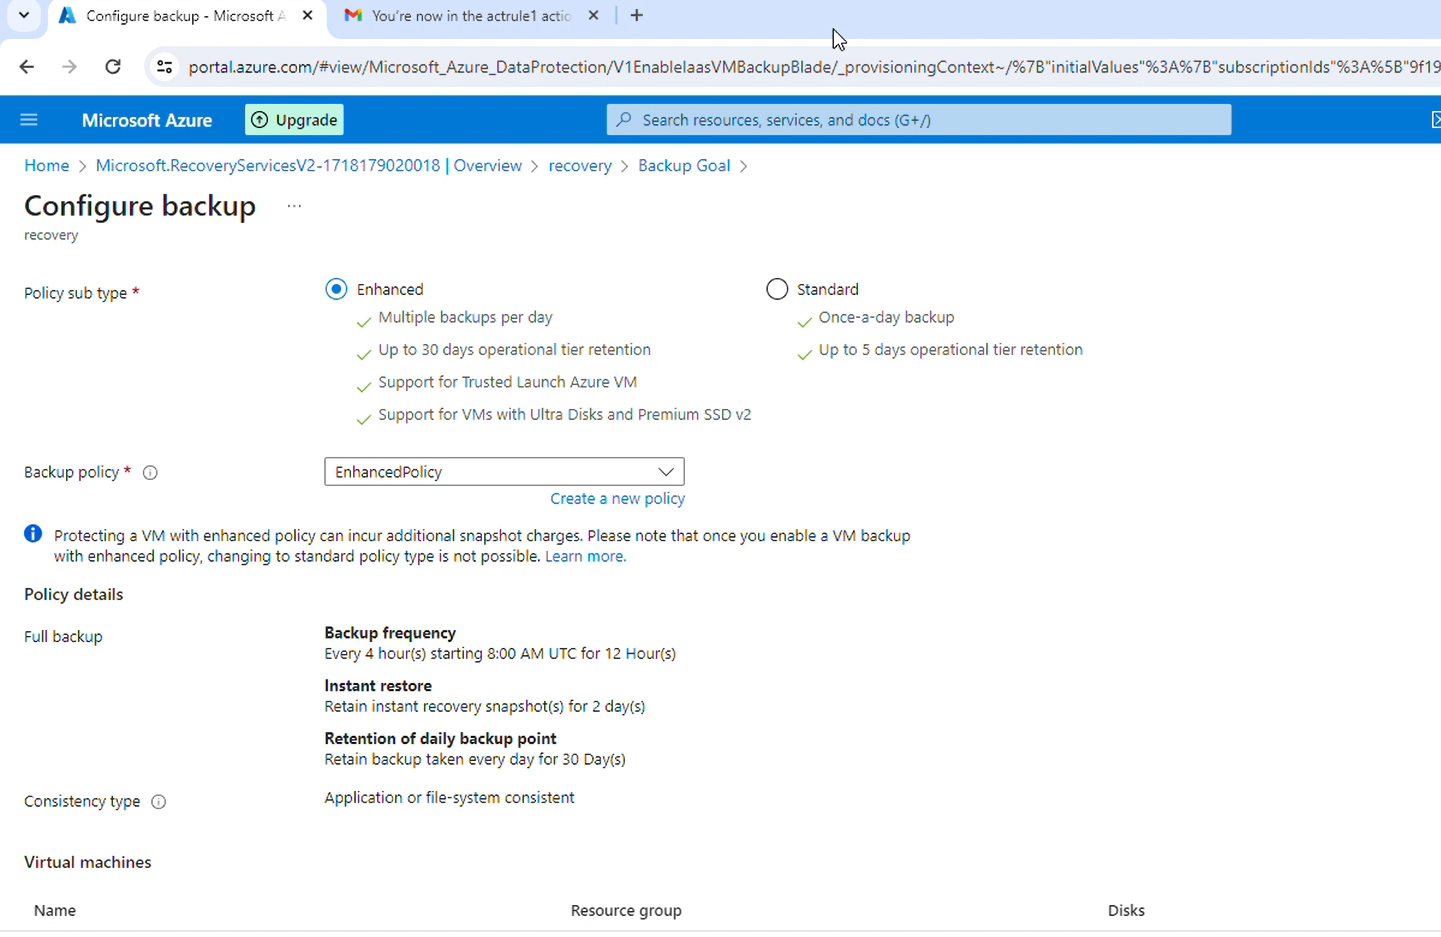 Configure backup - Microsoft A
You're now in the actrule1 actio
portal.azure.com/#view/Microsoft_Azure_DataProtection/V1EnableIaasVMBackupBlade/_provisioningContext~/%7B"initialValues"%3A%7B"subscriptionIds"%3A%5B"9f19
Microsoft Azure
Upgrade
Search resources, services, and docs (G+/)
Home > Microsoft.RecoveryServicesV2-1718179020018 | Overview > recovery > Backup Goal >
Configure backup ...
recovery
Policy sub type *
Enhanced
Multiple backups per day
Up to 30 days operational tier retention
Support for Trusted Launch Azure VM
Support for VMs with Ultra Disks and Premium SSD v2
Standard
Once-a-day backup
Up to 5 days operational tier retention
Backup policy *
EnhancedPolicy
Create a new policy
Protecting a VM with enhanced policy can incur additional snapshot charges. Please note that once you enable a VM backup
with enhanced policy, changing to standard policy type is not possible. Learn more.
Policy details
Full backup
Backup frequency
Every 4 hour(s) starting 8:00 AM UTC for 12 Hour(s)
Instant restore
Retain instant recovery snapshot(s) for 2 day(s)
Retention of daily backup point
Retain backup taken every day for 30 Day(s)
Consistency type
Application or file-system consistent
Virtual machines
Name
Resource group
Disks